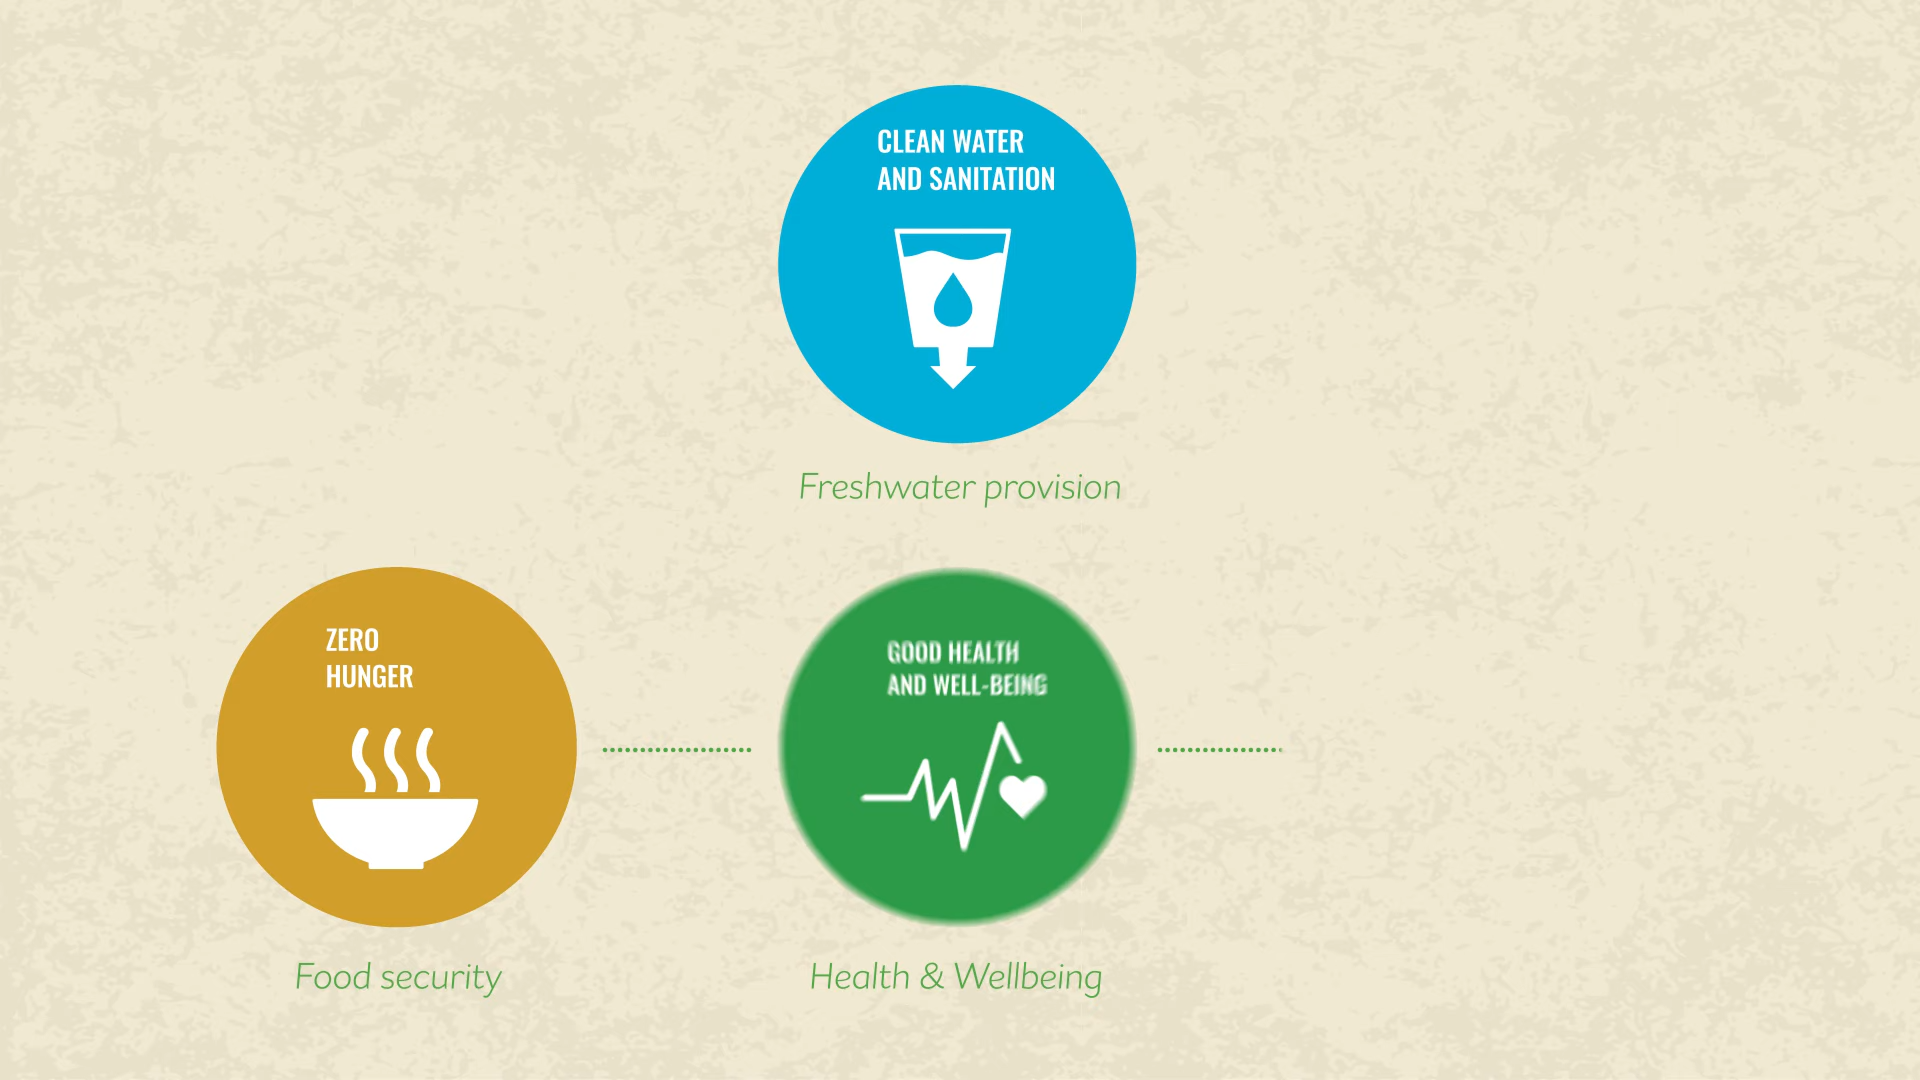 CLEAN WATER
AND SANITATION
Freshwater provision
ZERO
HUNGER
Food security
GOOD HEALTH
AND WELL-BEING
Health & Wellbeing